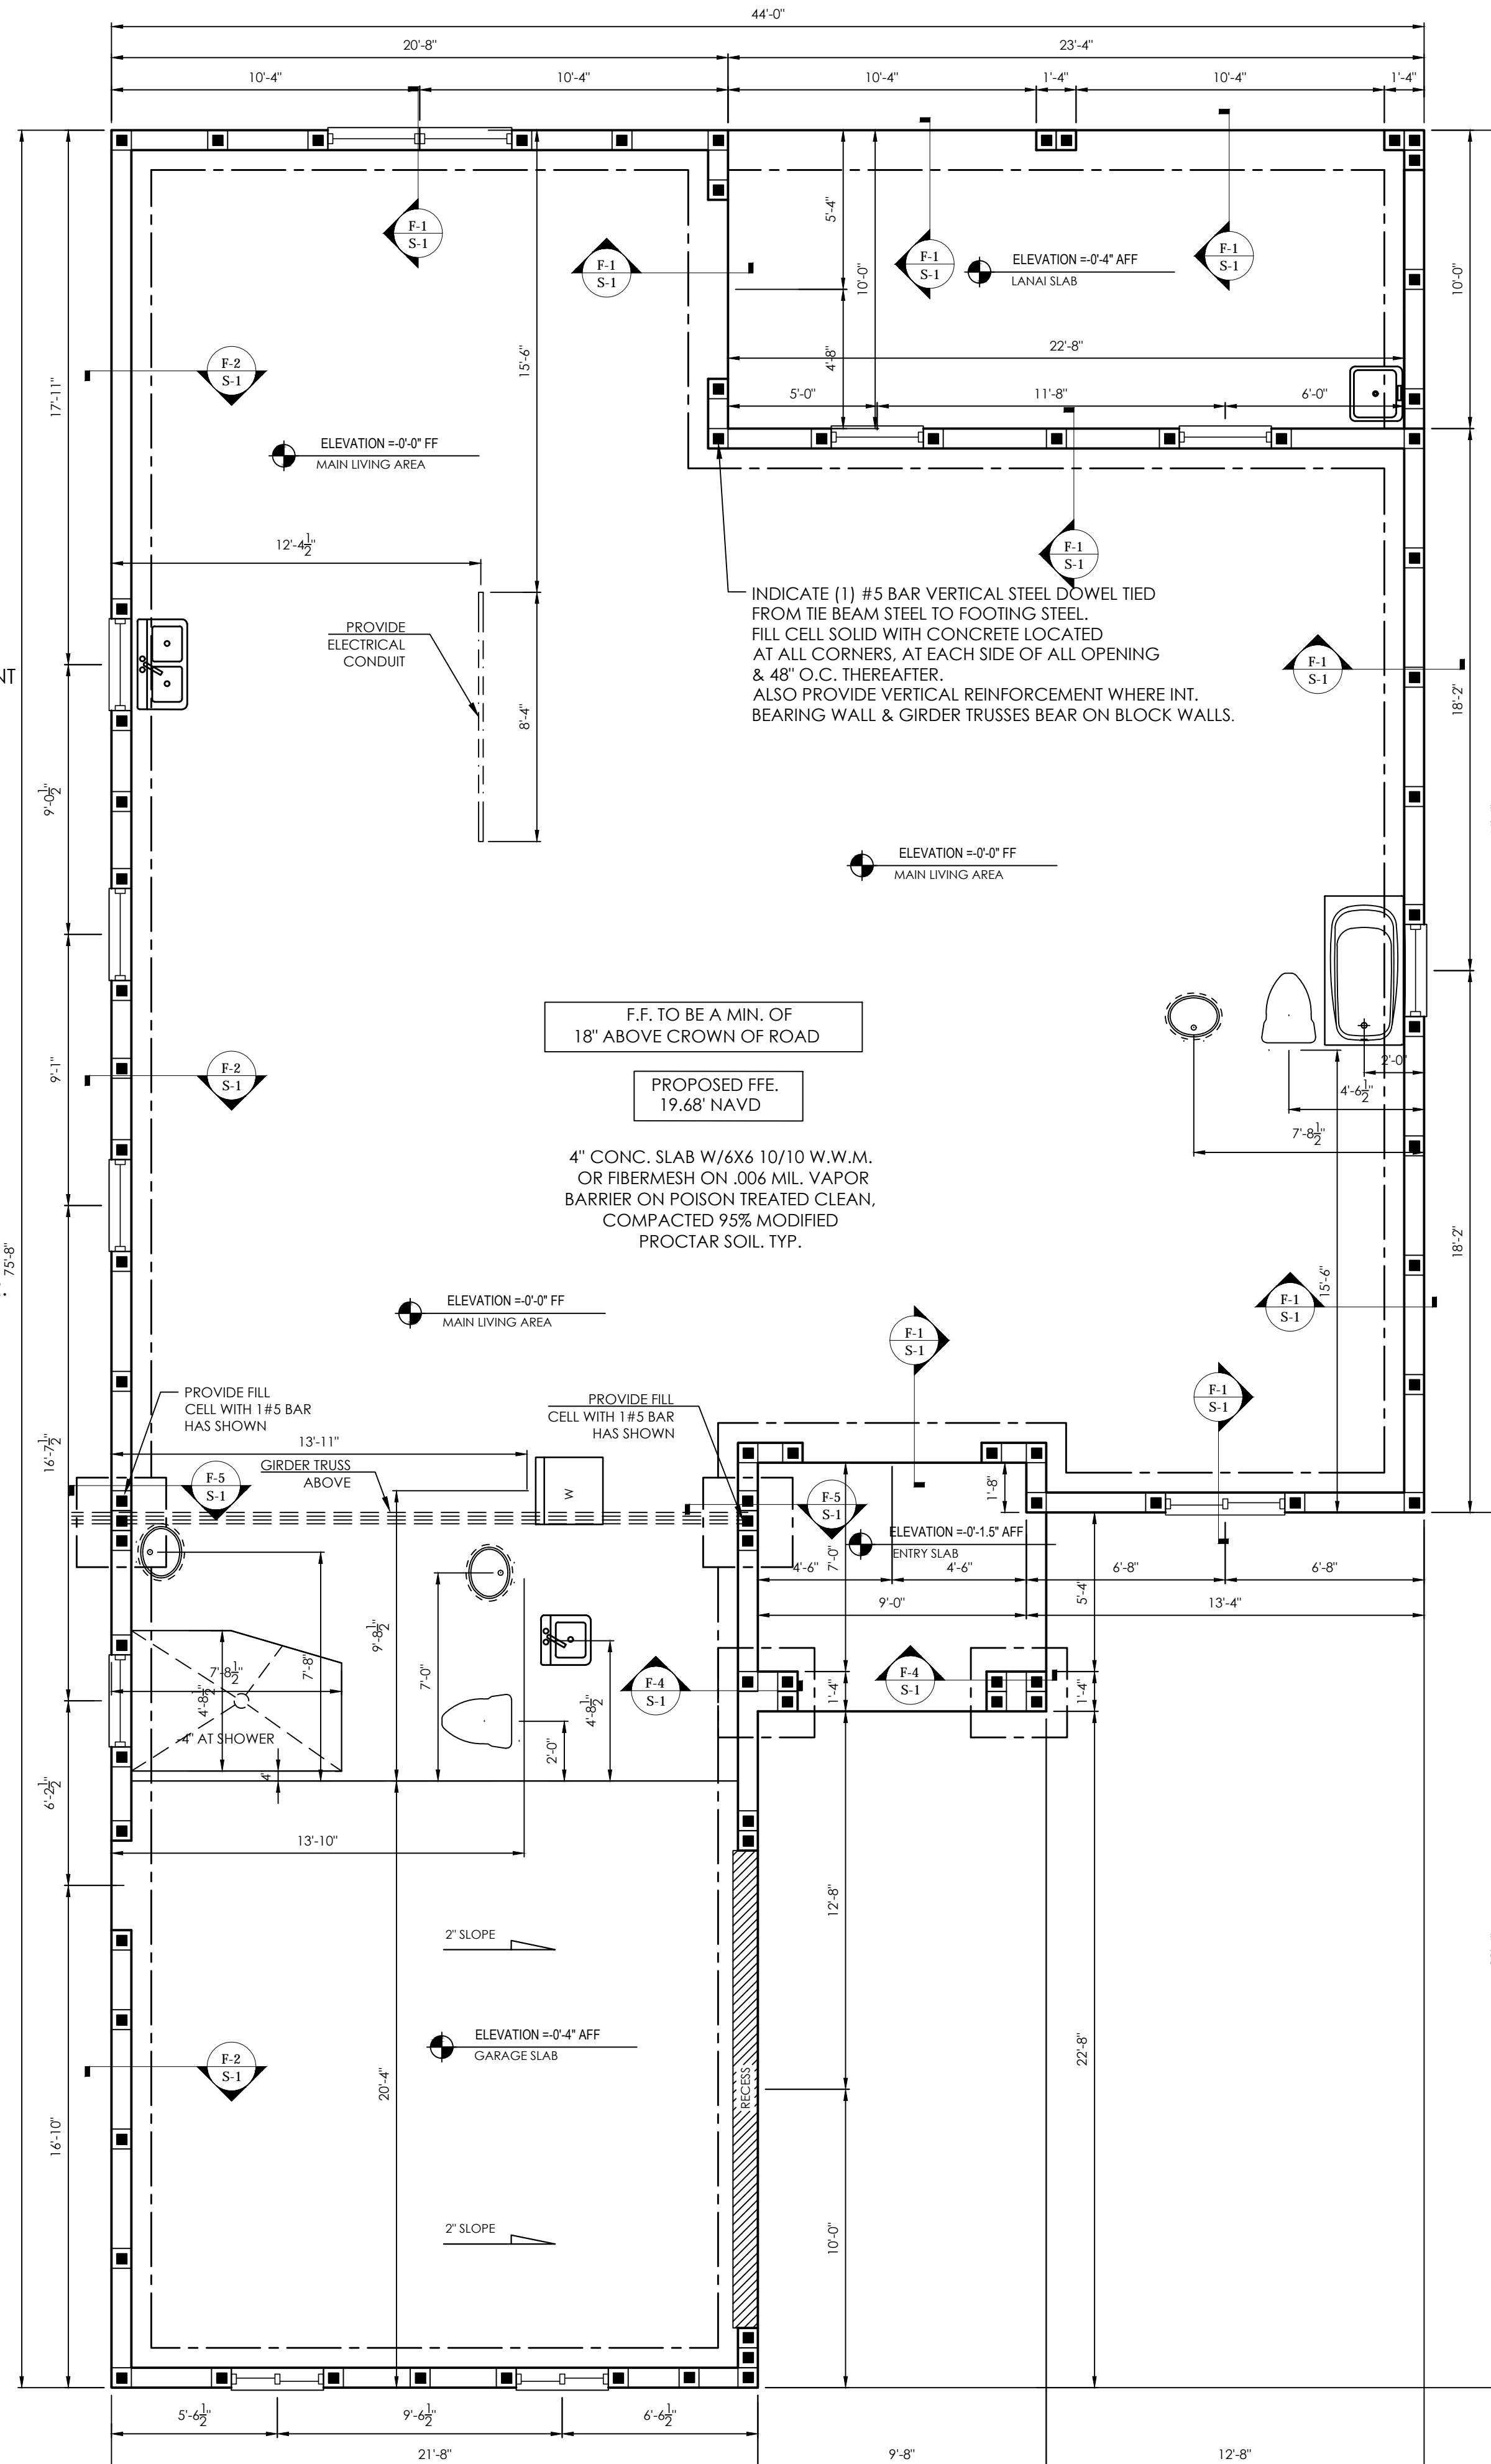 44'-0"
20'-8"
23'-4"
10'-4"
10'-4"
10'-4"
1'-4"
10'-4"
1'-4"
F-1
S-1
F-1
S-1
5'-4"
10'-0"
F-1
S-1
ELEVATION =-0'-4" AFF
LANAI SLAB
F-1
S-1
10'-0"
17'-11"
F-2
S-1
15'-6"
4'-8"
22'-8"
5'-0"
11'-8"
6'-0"
ELEVATION =-0'-0" FF
MAIN LIVING AREA
12'-4 1/2"
F-1
S-1
INDICATE (1) #5 BAR VERTICAL STEEL DOWEL TIED
FROM TIE BEAM STEEL TO FOOTING STEEL.
FILL CELL SOLID WITH CONCRETE LOCATED
AT ALL CORNERS, AT EACH SIDE OF ALL OPENING
& 48" O.C. THEREAFTER.
ALSO PROVIDE VERTICAL REINFORCEMENT WHERE INT.
BEARING WALL & GIRDER TRUSSES BEAR ON BLOCK WALLS.
PROVIDE
ELECTRICAL
CONDUIT
F-1
S-1
NT
8'-4"
18'-2"
9'-0 1/2"
ELEVATION =-0'-0" FF
MAIN LIVING AREA
F.F. TO BE A MIN. OF
18" ABOVE CROWN OF ROAD
9'-1"
F-2
S-1
PROPOSED FFE.
19.68' NAVD
2'-0"
4'-6 1/2"
7'-8 1/2"
4" CONC. SLAB W/6X6 10/10 W.W.M.
OR FIBERMESH ON .006 MIL. VAPOR
BARRIER ON POISON TREATED CLEAN,
COMPACTED 95% MODIFIED
PROCTAR SOIL. TYP.
75'-8"
18'-2"
15'-6"
ELEVATION =-0'-0" FF
MAIN LIVING AREA
F-1
S-1
F-1
S-1
F-1
S-1
PROVIDE FILL
CELL WITH 1#5 BAR
HAS SHOWN
PROVIDE FILL
CELL WITH 1#5 BAR
HAS SHOWN
16'-7 1/2"
13'-11"
GIRDER TRUSS
ABOVE
F-5
S-1
W
F-5
S-1
1'-8"
ELEVATION =-0'-1.5" AFF
ENTRY SLAB
7'-0"
4'-6"
4'-6"
6'-8"
6'-8"
9'-0"
5'-4"
13'-4"
9'-8 1/2"
7'-8"
7'-8 1/2"
4'-8 1/2"
7'-0"
4'-8 1/2"
F-4
S-1
F-4
S-1
1'-4"
1'-4"
-4" AT SHOWER
2'-0"
4"
6'-2 1/2"
13'-10"
12'-8"
2" SLOPE
ELEVATION =-0'-4" AFF
GARAGE SLAB
F-2
S-1
20'-4"
RECESS
22'-8"
16'-10"
10'-0"
2" SLOPE
5'-6 1/2"
9'-6 1/2"
6'-6 1/2"
21'-8"
9'-8"
12'-8"